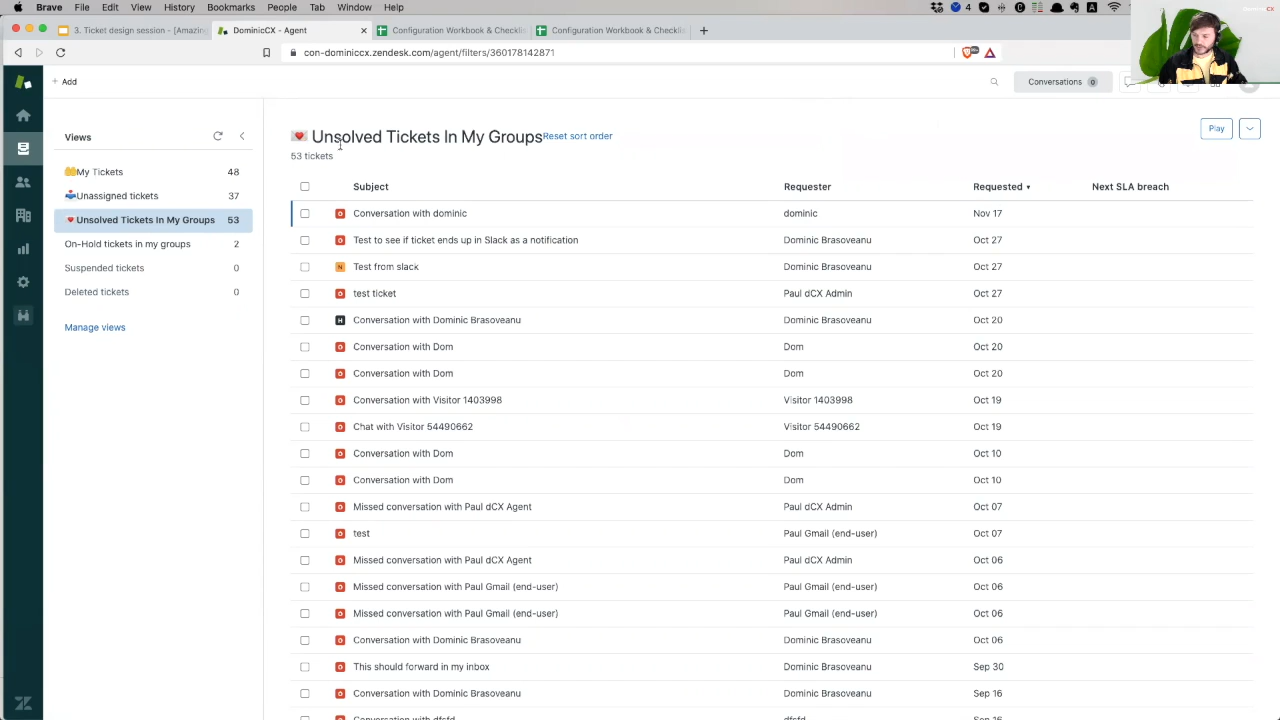 Brave File Edit View History Bookmarks People Tab Window Help
3. Ticket design session - [Amazing
DominicCX - Agent
Configuration Workbook & Checklis
Configuration Workbook & Checklis
con-dominiccx.zendesk.com/agent/filters/360178142871
+ Add
Conversations 0
Views
My Tickets 48
Unassigned tickets 37
Unsolved Tickets In My Groups 53
On-Hold tickets in my groups 2
Suspended tickets 0
Deleted tickets 0
Manage views
Unsolved Tickets In My Groups Reset sort order
53 tickets
Play
Subject Requester Requested Next SLA breach
O Conversation with dominic dominic Nov 17
O Test to see if ticket ends up in Slack as a notification Dominic Brasoveanu Oct 27
N Test from slack Dominic Brasoveanu Oct 27
O test ticket Paul dCX Admin Oct 27
H Conversation with Dominic Brasoveanu Dominic Brasoveanu Oct 20
O Conversation with Dom Dom Oct 20
O Conversation with Dom Dom Oct 20
O Conversation with Visitor 1403998 Visitor 1403998 Oct 19
O Chat with Visitor 54490662 Visitor 54490662 Oct 19
O Conversation with Dom Dom Oct 10
O Conversation with Dom Dom Oct 10
O Missed conversation with Paul dCX Agent Paul dCX Admin Oct 07
O test Paul Gmail (end-user) Oct 07
O Missed conversation with Paul dCX Agent Paul dCX Admin Oct 06
O Missed conversation with Paul Gmail (end-user) Paul Gmail (end-user) Oct 06
O Missed conversation with Paul Gmail (end-user) Paul Gmail (end-user) Oct 06
O Conversation with Dominic Brasoveanu Dominic Brasoveanu Oct 06
O This should forward in my inbox Dominic Brasoveanu Sep 30
O Conversation with Dominic Brasoveanu Dominic Brasoveanu Sep 16
O Conversation with dfsfd dfsfd Sep 15